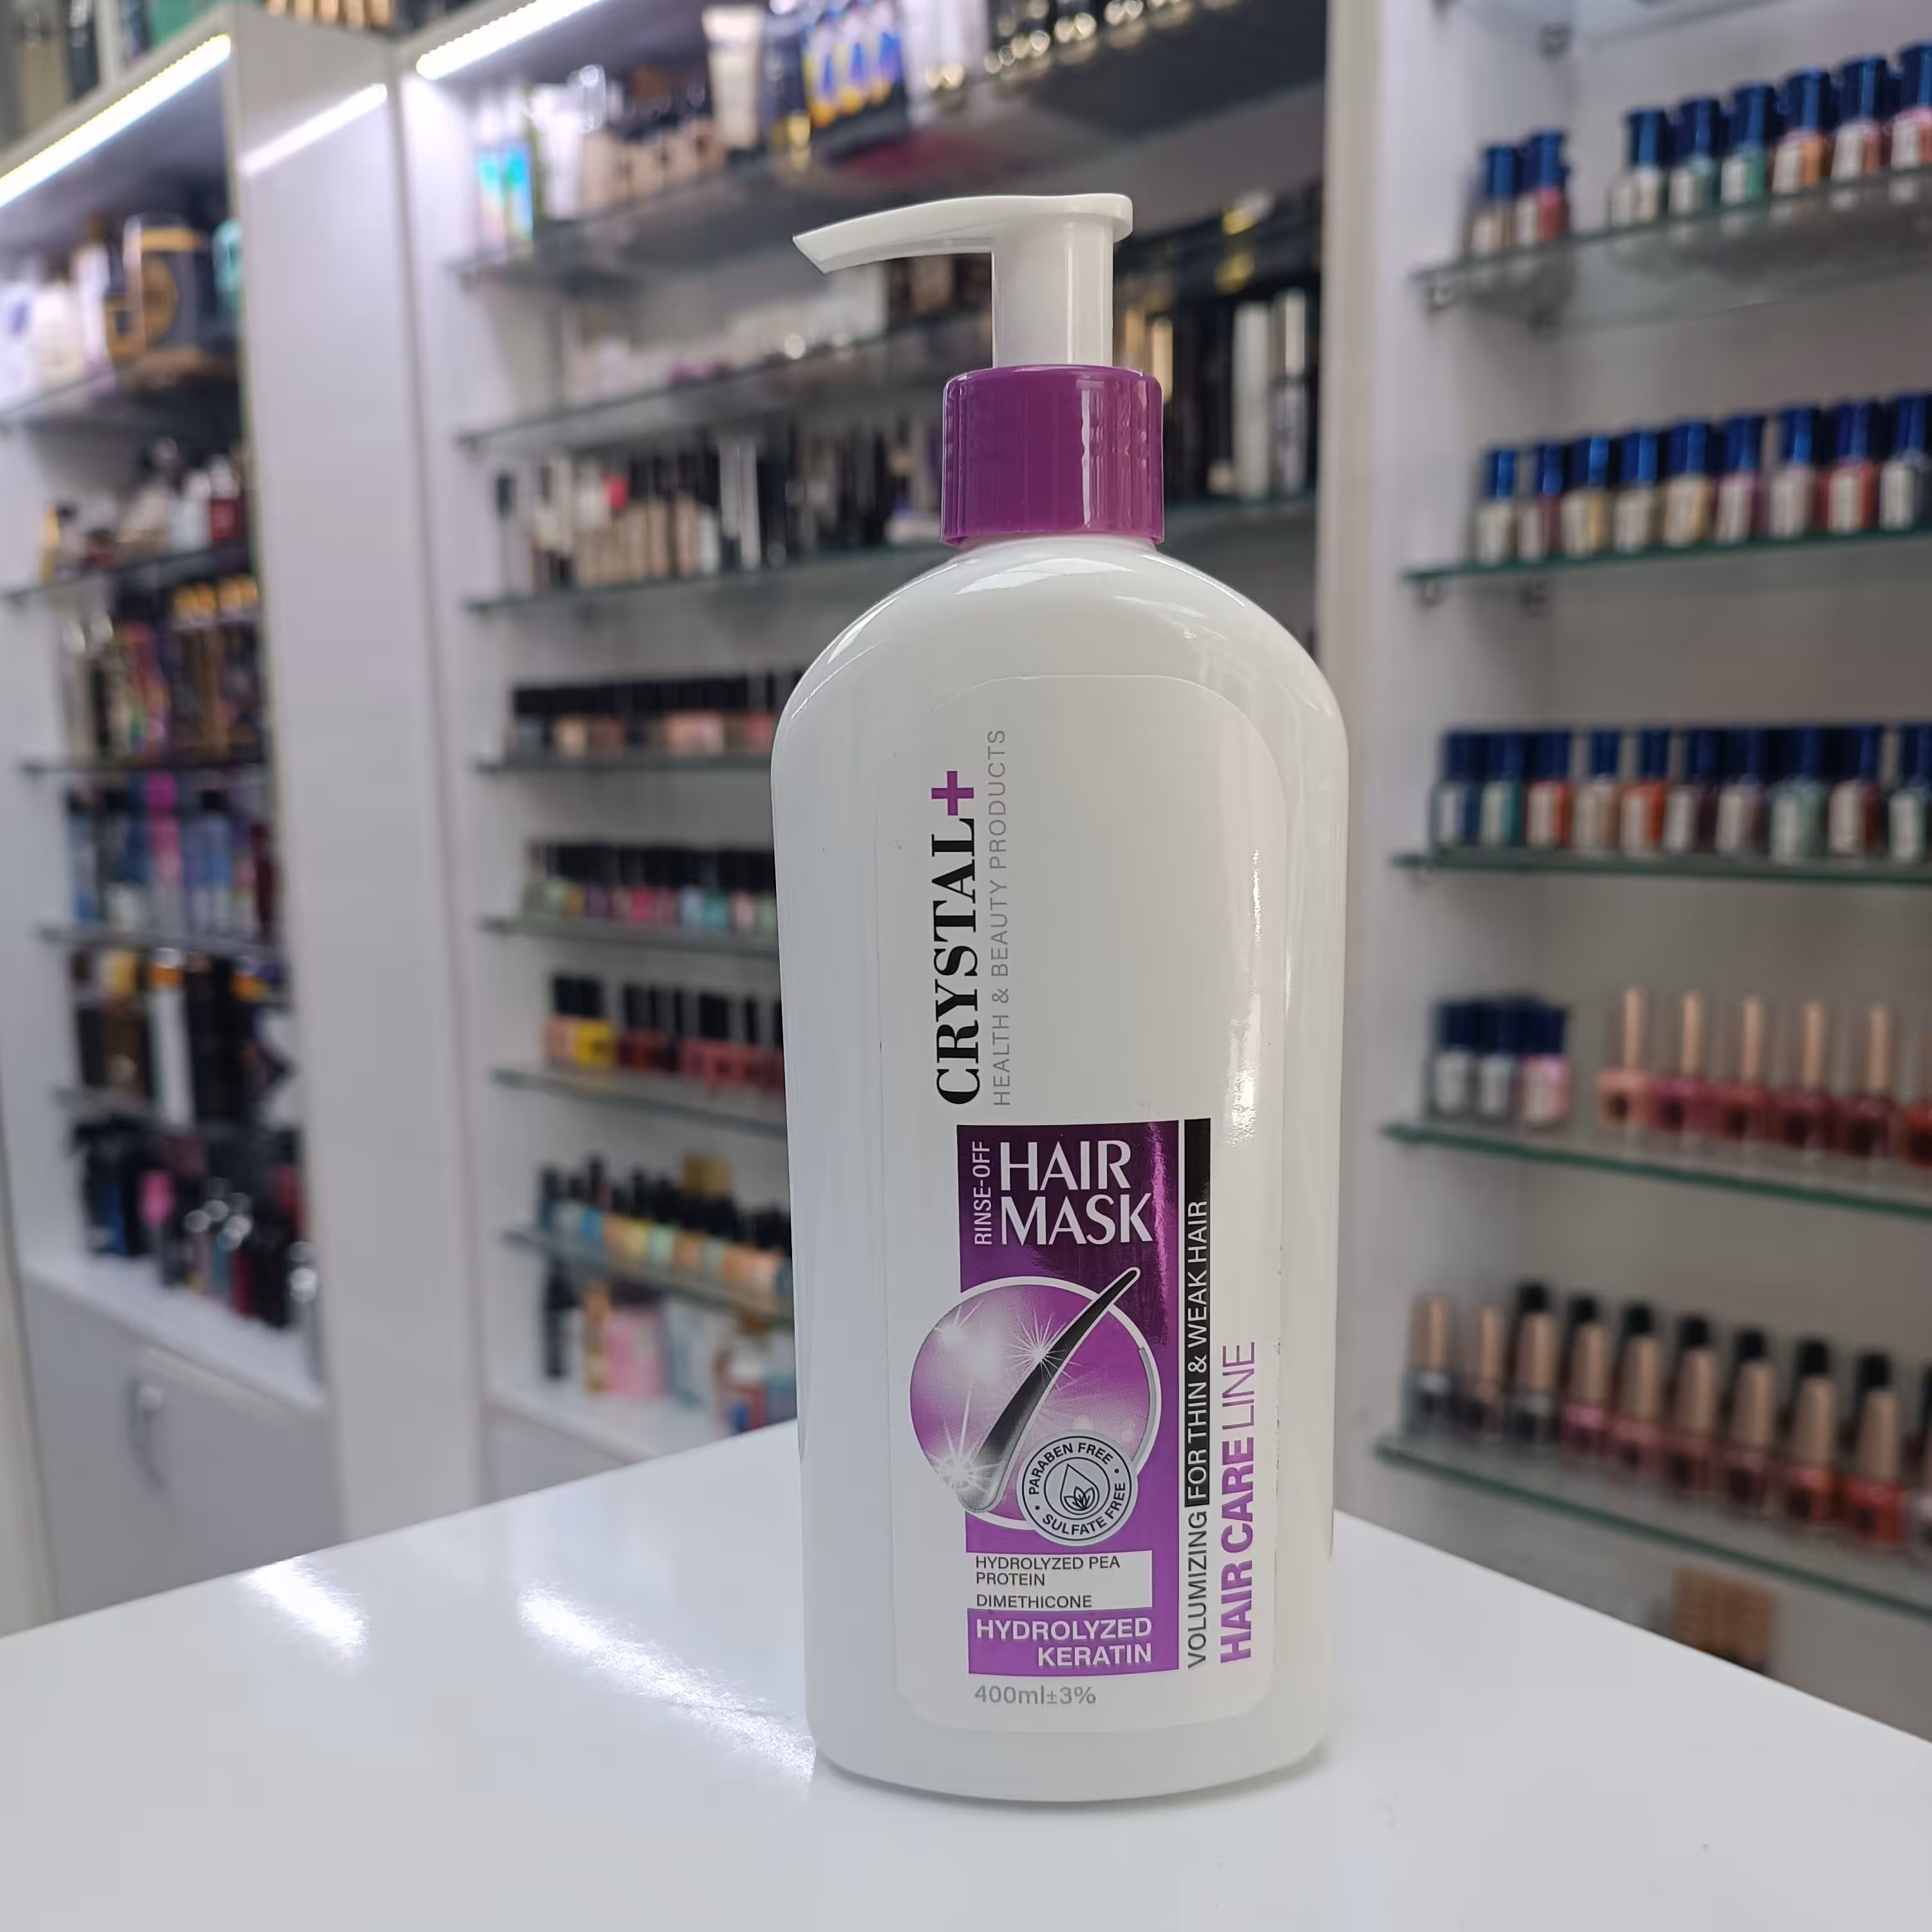 CRYSTAL+
HEALTH & BEAUTY PRODUCTS
RINSE-OFF
HAIR
MASK
PARABEN FREE
SULFATE FREE
HYDROLYZED PEA
PROTEIN
DIMETHICONE
HYDROLYZED
KERATIN
VOLUMIZING FOR THIN & WEAK HAIR
HAIR CARE LINE
400ml±3%